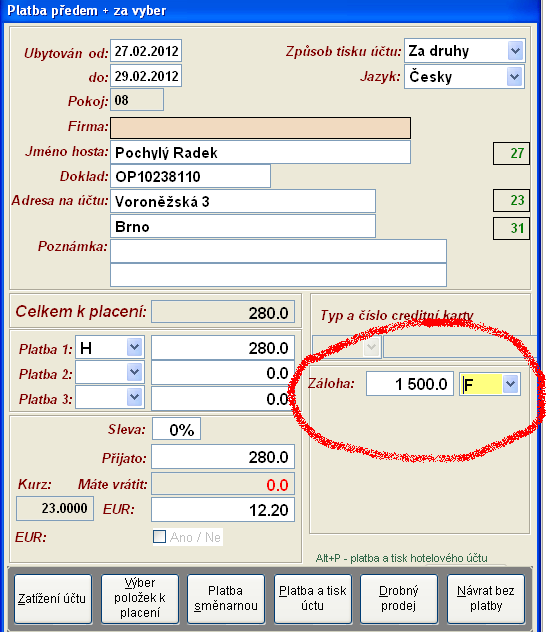 Platba předem + za vyber
Ubytován od: 27.02.2012 Způsob tisku účtu: Za druhy
do: 29.02.2012 Jazyk: Česky
Pokoj: 08
Firma:
Jméno hosta: Pochylý Radek 27
Doklad: OP10238110
Adresa na účtu: Voroněžská 3 23
Brno 31
Poznámka:
Celkem k placení: 280.0 Typ a číslo creditní karty
Platba 1: H 280.0
Platba 2: 0.0 Záloha: 1 500.0 F
Platba 3: 0.0
Sleva: 0%
Přijato: 280.0
Kurz: Máte vrátit: 0.0
23.0000 EUR: 12.20
EUR: Ano / Ne
Alt+P - platba a tisk hotelového účtu
Zatížení účtu
Výber položek k placení
Platba směnarnou
Platba a tisk účtu
Drobný prodej
Návrat bez platby